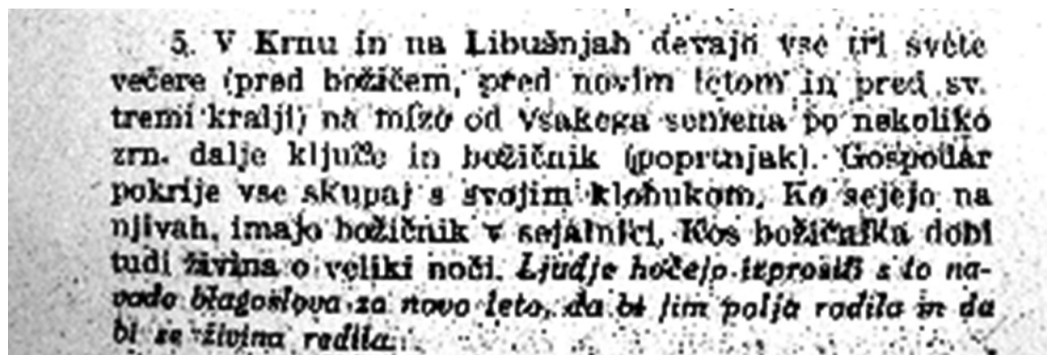 5. V Krnu in na Libušnjah devajo vse tri svete
večere (pred božičem, pred novim letom in pred sv.
tremi kralji) na mizo od vsakega semena po nekoliko
zrn. dalje ključe in božičnik (poprtnjak). Gospodar
pokrije vse skupaj s svojim klobukom. Ko sejejo na
njivah, imajo božičnik v sejalnici. Kos božičnika dobi
tudi živina o veliki noči. Ljudje hočejo izprositi s to na-
vado blagoslova za novo leto, da bi jim polja rodila in da
bi se živina redila.